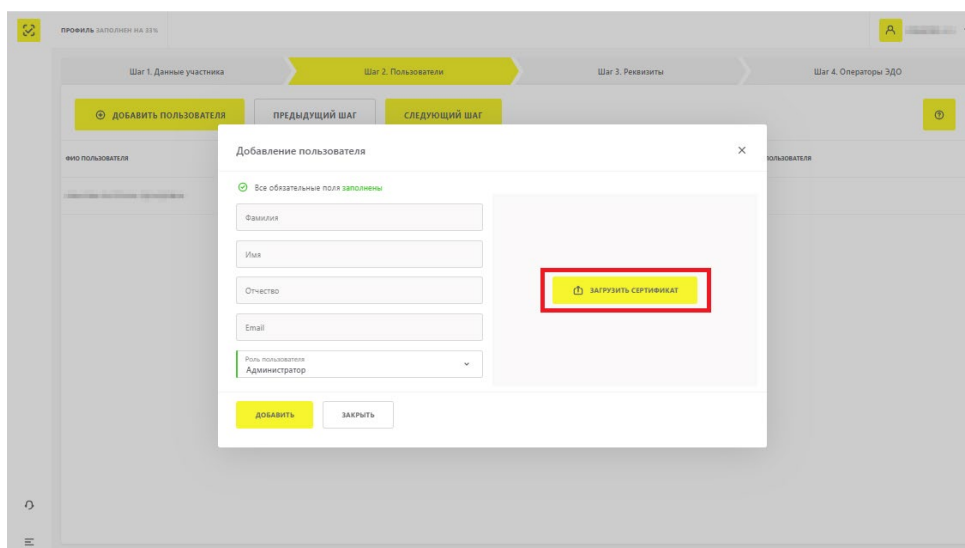 ПРОФИЛЬ ЗАПОЛНЕН НА 33%
Шаг 1. Данные участника
Шаг 2. Пользователи
Шаг 3. Реквизиты
Шаг 4. Операторы ЭДО
ДОБАВИТЬ ПОЛЬЗОВАТЕЛЯ
ПРЕДЫДУЩИЙ ШАГ
СЛЕДУЮЩИЙ ШАГ
ФИО ПОЛЬЗОВАТЕЛЯ
ПОЛЬЗОВАТЕЛЯ
Добавление пользователя
Все обязательные поля заполнены
Фамилия
Имя
Отчество
Email
Роль пользователя
Администратор
ЗАГРУЗИТЬ СЕРТИФИКАТ
ДОБАВИТЬ
ЗАКРЫТЬ